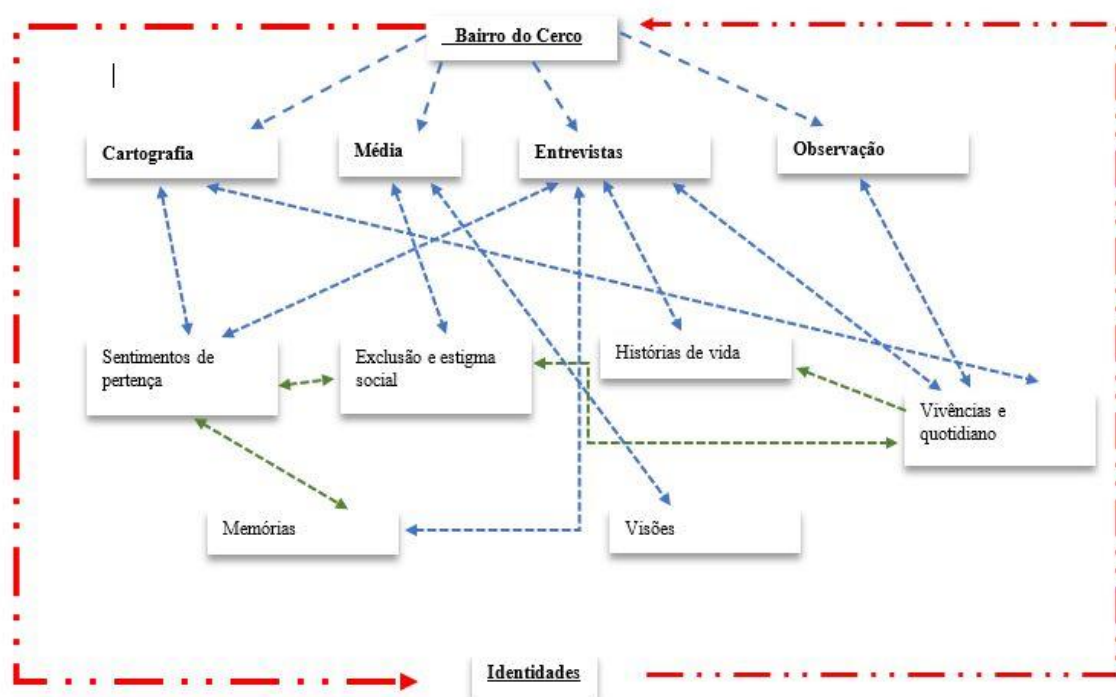 Bairro do Cerco
Cartografia
Média
Entrevistas
Observação
Sentimentos de
pertença
Exclusão e estigma
social
Histórias de vida
Vivências e
quotidiano
Memórias
Visões
Identidades